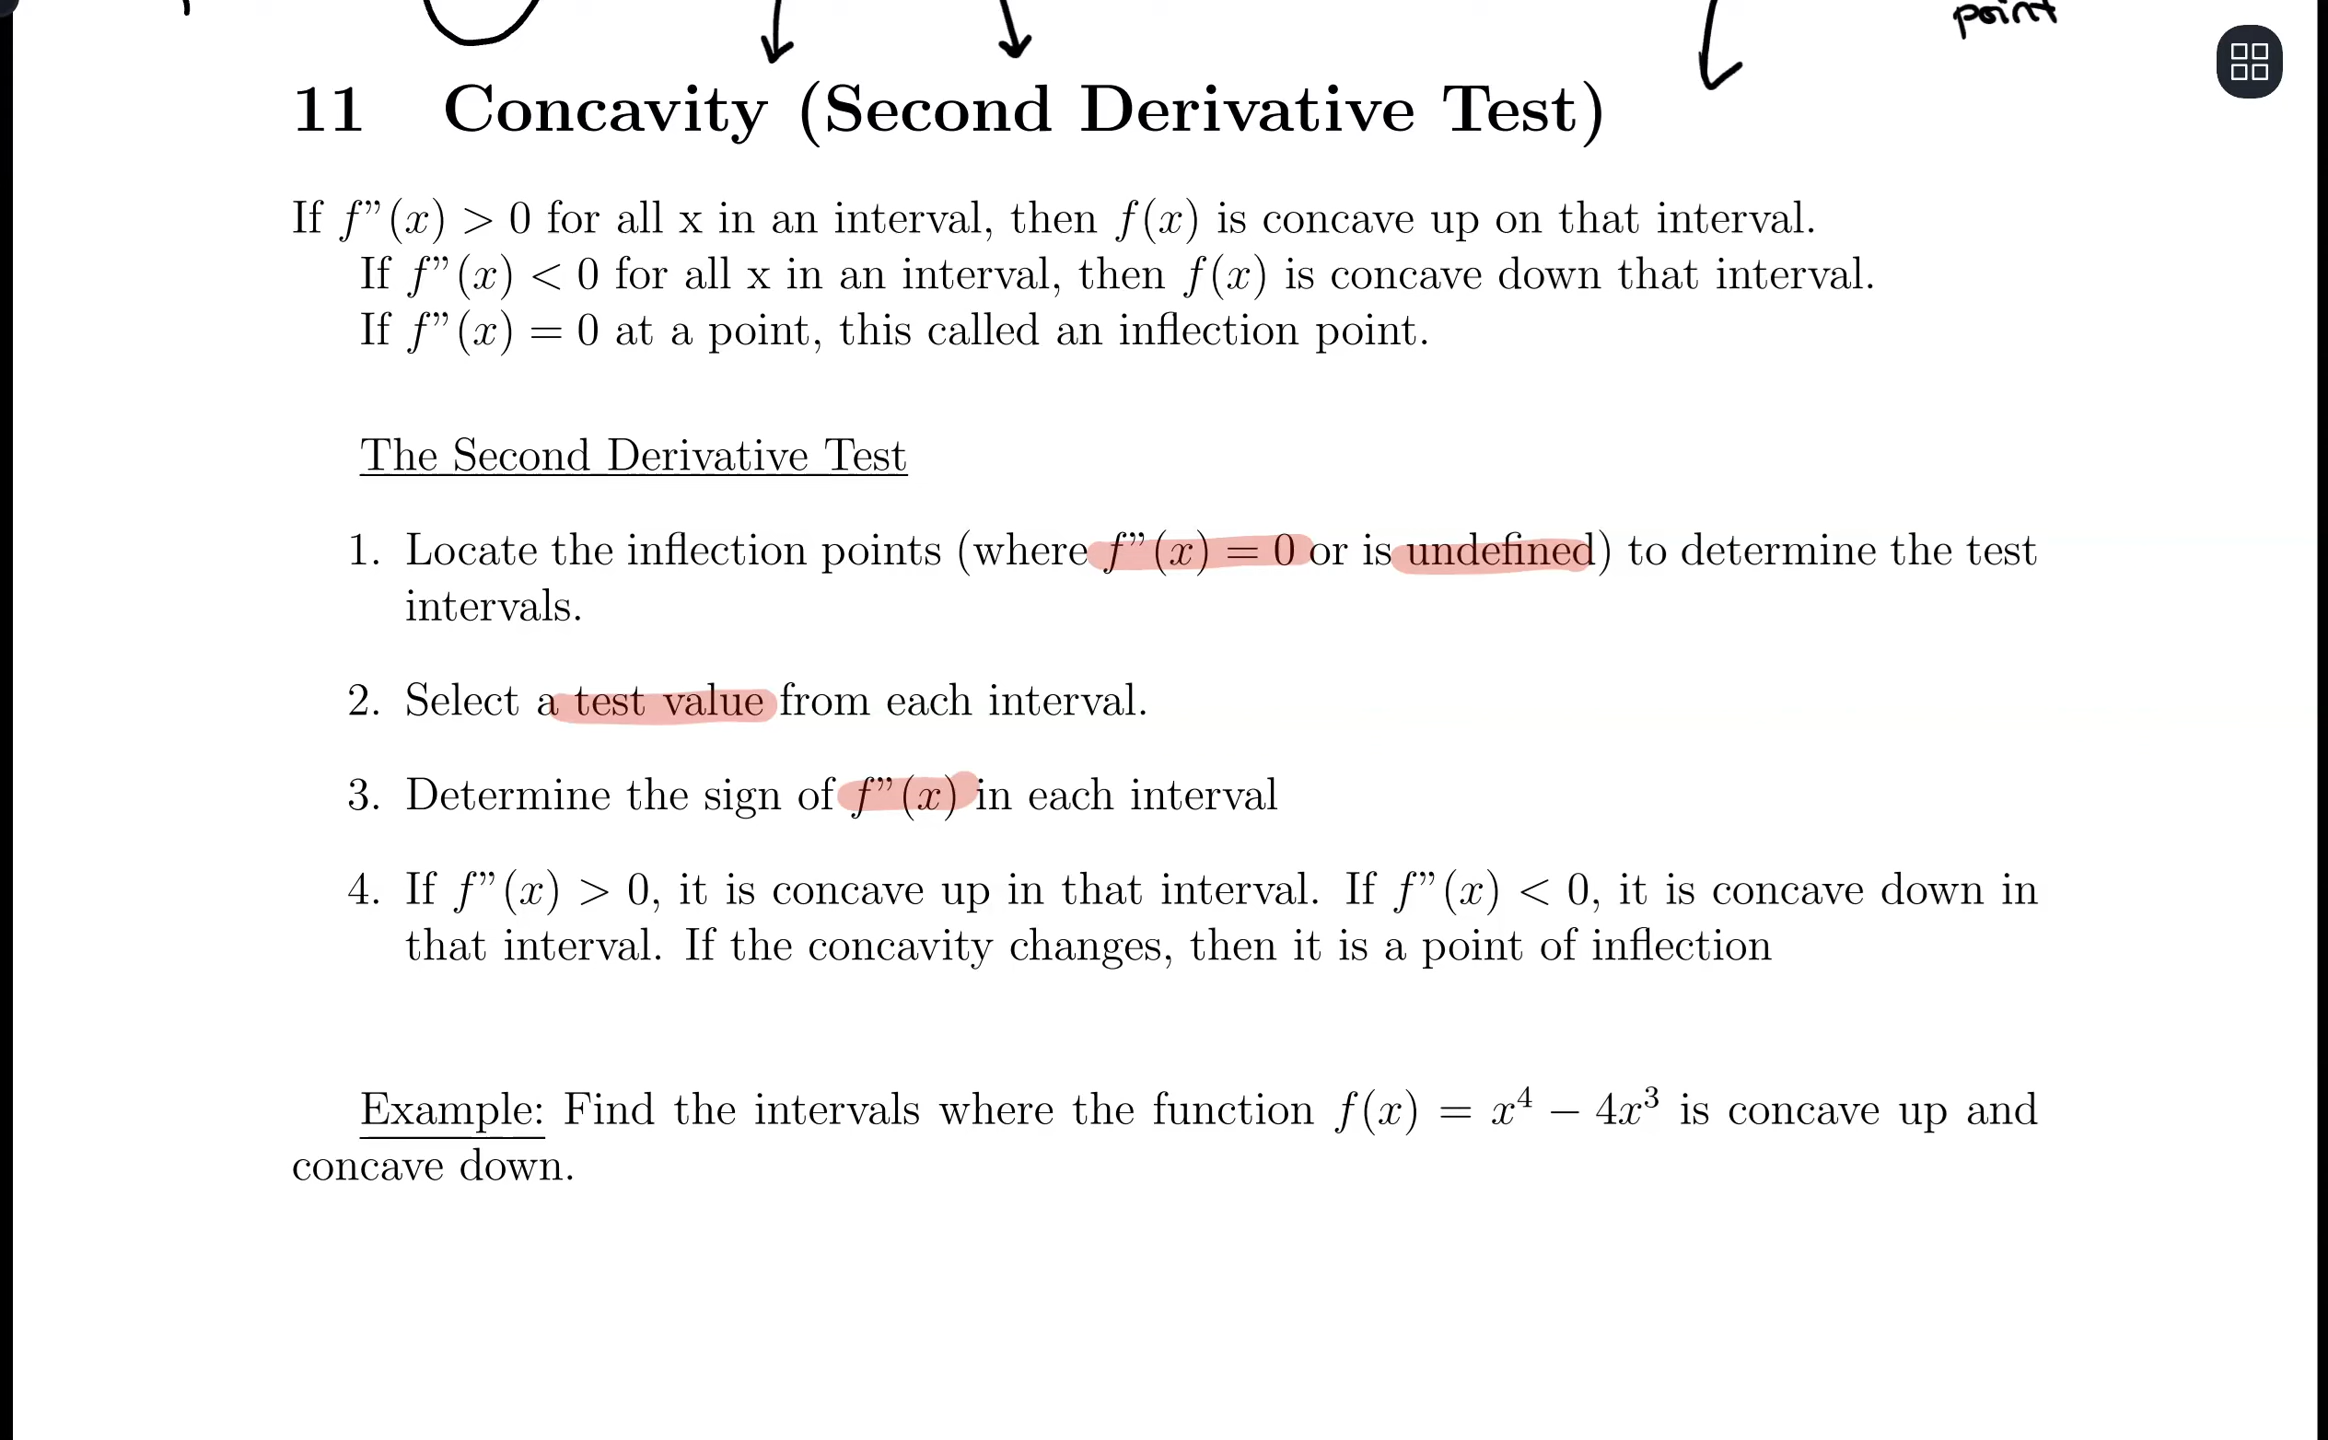 point
11 Concavity (Second Derivative Test)
If f”(x) > 0 for all x in an interval, then f(x) is concave up on that interval.
If f”(x) < 0 for all x in an interval, then f(x) is concave down that interval.
If f”(x) = 0 at a point, this called an inflection point.
The Second Derivative Test
1. Locate the inflection points (where f”(x) = 0 or is undefined) to determine the test
intervals.
2. Select a test value from each interval.
3. Determine the sign of f”(x) in each interval
4. If f”(x) > 0, it is concave up in that interval. If f”(x) < 0, it is concave down in
that interval. If the concavity changes, then it is a point of inflection
Example: Find the intervals where the function f(x) = x⁴ − 4x³ is concave up and
concave down.